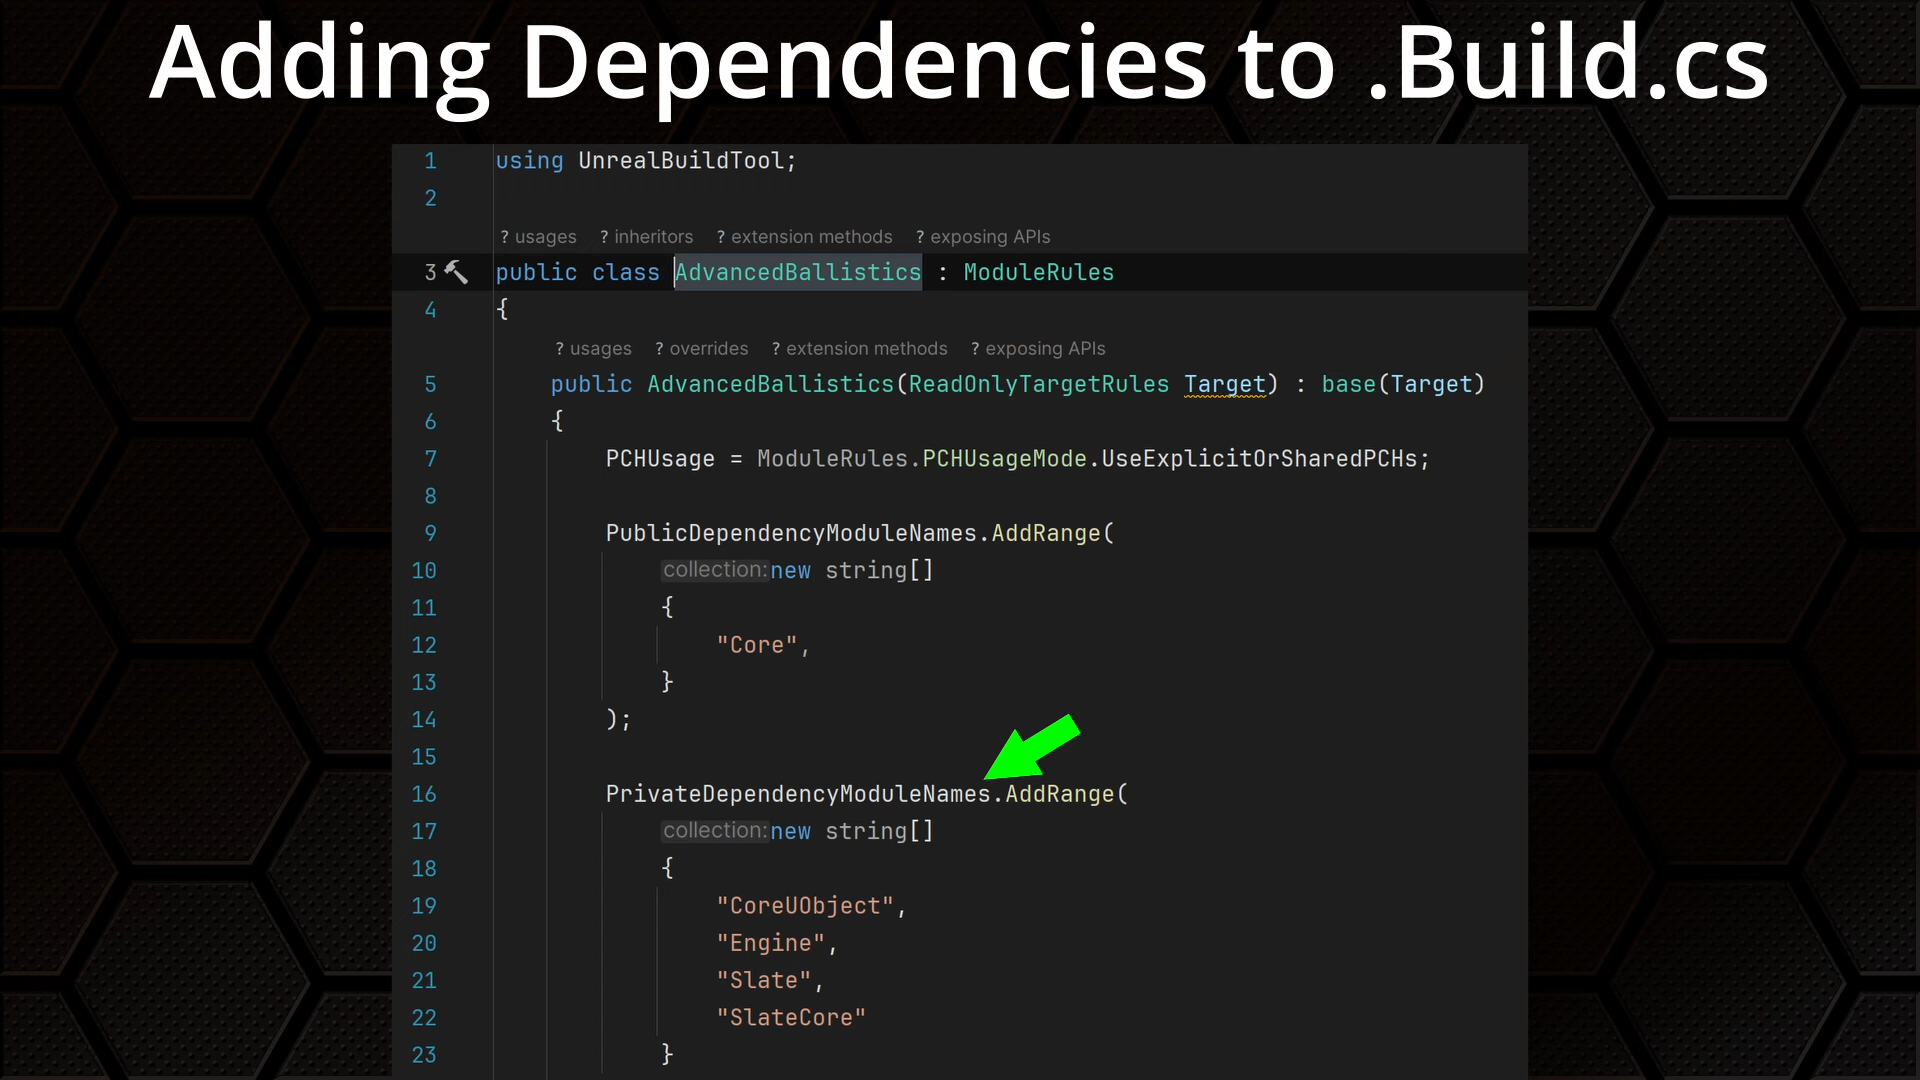 Adding Dependencies to .Build.cs
1 using UnrealBuildTool;
2
? usages ? inheritors ? extension methods ? exposing APIs
3 public class AdvancedBallistics : ModuleRules
4 {
? usages ? overrides ? extension methods ? exposing APIs
5 public AdvancedBallistics(ReadOnlyTargetRules Target) : base(Target)
6 {
7 PCHUsage = ModuleRules.PCHUsageMode.UseExplicitOrSharedPCHs;
8
9 PublicDependencyModuleNames.AddRange(
10 collection: new string[]
11 {
12 "Core",
13 }
14 );
15
16 PrivateDependencyModuleNames.AddRange(
17 collection: new string[]
18 {
19 "CoreUObject",
20 "Engine",
21 "Slate",
22 "SlateCore"
23 }